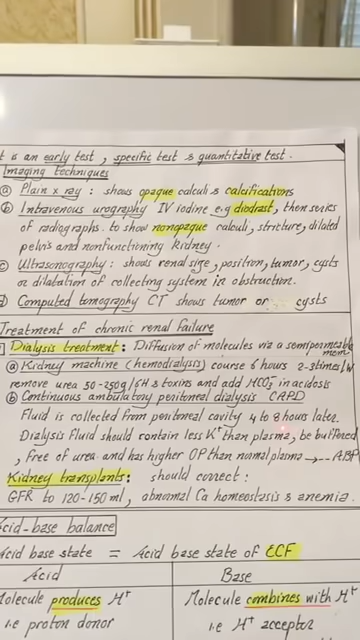 t is an early test, specific test & quantitative test.
Imaging techniques
ⓐ Plain x ray : shows opaque calculi & calcifications
ⓑ Intravenous urography IV iodine e.g diodrast, then series
of radiographs. to show nonopaque calculi, stricture, dilated
pelvis and nonfunctioning kidney.
ⓒ Ultrasonography : shows renal size, position, tumor, cysts
or dilatation of collecting system in obstruction.
ⓓ Computed tomography CT shows tumor or cysts
Treatment of chronic renal failure
Dialysis treatment : Diffusion of molecules via a semipermeable mem
ⓐ Kidney machine (hemodialysis) course 6 hours 2-3times/W
remove urea 50-250g/6H & toxins and add HCO3 in acidosis
ⓑ Continuous ambulatory peritoneal dialysis CAPD
Fluid is collected from peritoneal cavity 4 to 8 hours later.
Dialysis Fluid should contain less K+ than plasma, be buffered
, free of urea and has higher OP than normal plasma → ABP
Kidney transplants : should correct :
GFR to 120-150 ml, abnormal Ca homeostasis & anemia.
Acid-base balance
Acid base state = Acid base state of ECF
Acid Base
Molecule produces H+ Molecule combines with H+
i.e proton donor i.e H+ acceptor